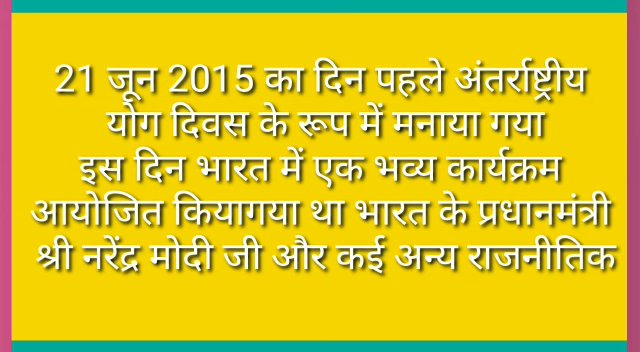 21 जून 2015 का दिन पहले अंतर्राष्ट्रीय
योग दिवस के रूप में मनाया गया
इस दिन भारत में एक भव्य कार्यक्रम
आयोजित कियागया था भारत के प्रधानमंत्री
श्री नरेंद्र मोदी जी और कई अन्य राजनीतिक